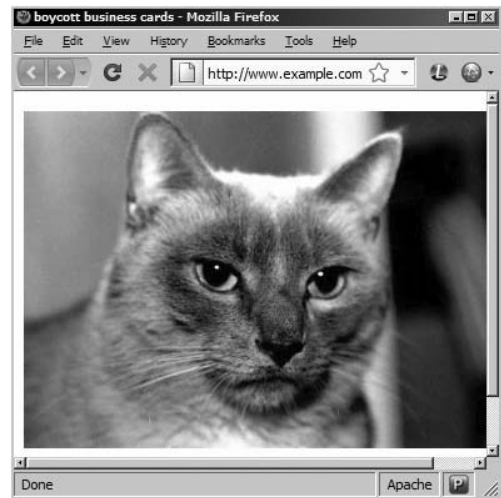 boycott business cards - Mozilla Firefox
File Edit View History Bookmarks Tools Help
http://www.example.com
Done Apache P